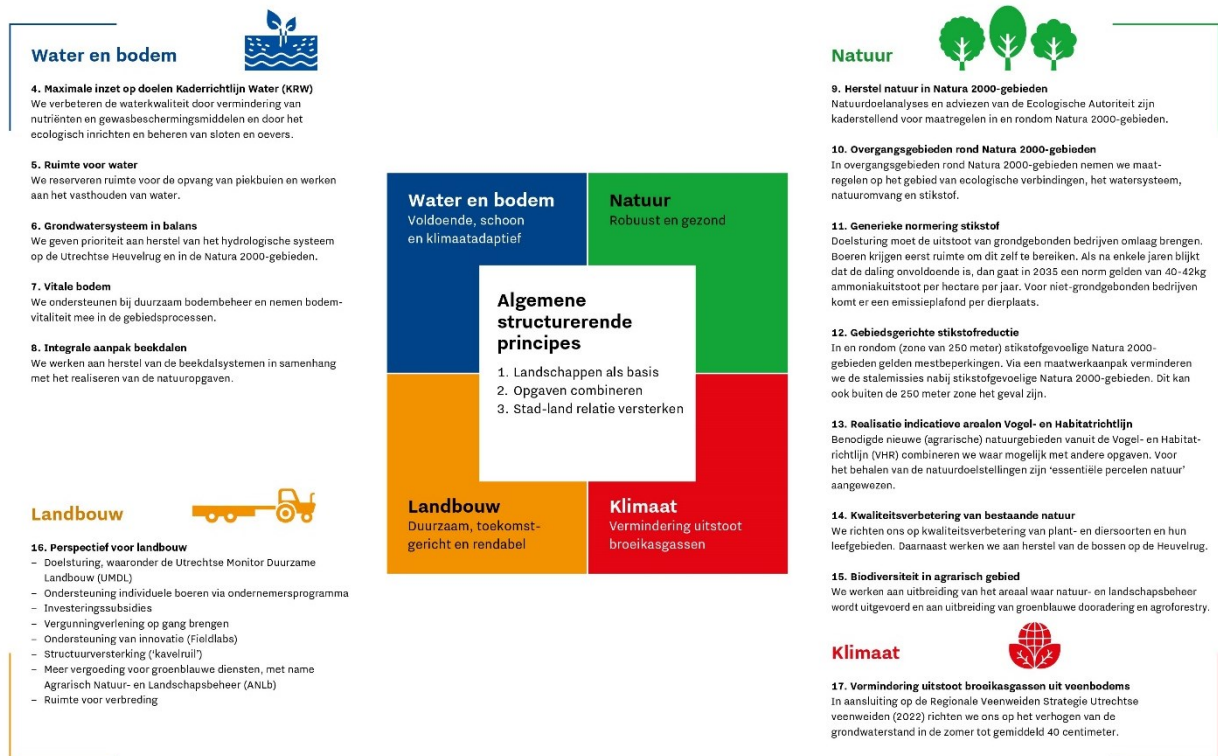 Water en bodem
4. Maximale inzet op doelen Kaderrichtlijn Water (KRW)
We verbeteren de waterkwaliteit door vermindering van
nutriënten en gewasbeschermingsmiddelen en door het
ecologisch inrichten en beheren van sloten en oevers.
5. Ruimte voor water
We reserveren ruimte voor de opvang van piekbuien en werken
aan het vasthouden van water.
6. Grondwatersysteem in balans
We geven prioriteit aan herstel van het hydrologische systeem
op de Utrechtse Heuvelrug en in de Natura 2000-gebieden.
7. Vitale bodem
We ondersteunen bij duurzaam bodembeheer en nemen bodem-
vitaliteit mee in de gebiedsprocessen.
8. Integrale aanpak beekdalen
We werken aan herstel van de beekdalsystemen in samenhang
met het realiseren van de natuuropgaven.
Landbouw
16. Perspectief voor landbouw
– Doelsturing, waaronder de Utrechtse Monitor Duurzame
Landbouw (UMDL)
– Ondersteuning individuele boeren via ondernemersprogramma
– Investeringssubsidies
– Vergunningverlening op gang brengen
– Ondersteuning van innovatie (Fieldlabs)
– Structuurversterking (‘kavelruil’)
– Meer vergoeding voor groenblauwe diensten, met name
Agrarisch Natuur- en Landschapsbeheer (ANLb)
– Ruimte voor verbreding
Water en bodem
Voldoende, schoon
en klimaatadaptief
Natuur
Robuust en gezond
Algemene
structurerende
principes
1. Landschappen als basis
2. Opgaven combineren
3. Stad-land relatie versterken
Landbouw
Duurzaam, toekomst-
gericht en rendabel
Klimaat
Vermindering uitstoot
broeikasgassen
Natuur
9. Herstel natuur in Natura 2000-gebieden
Natuurdoelanalyses en adviezen van de Ecologische Autoriteit zijn
kaderstellend voor maatregelen in en rondom Natura 2000-gebieden.
10. Overgangsgebieden rond Natura 2000-gebieden
In overgangsgebieden rond Natura 2000-gebieden nemen we maat-
regelen op het gebied van ecologische verbindingen, het watersysteem,
natuuromvang en stikstof.
11. Generieke normering stikstof
Doelsturing moet de uitstoot van grondgebonden bedrijven omlaag brengen.
Boeren krijgen eerst ruimte om dit zelf te bereiken. Als na enkele jaren blijkt
dat de daling onvoldoende is, dan gaat in 2035 een norm gelden van 40-42kg
ammoniakuitstoot per hectare per jaar. Voor niet-grondgebonden bedrijven
komt er een emissieplafond per dierplaats.
12. Gebiedsgerichte stikstofreductie
In en rondom (zone van 250 meter) stikstofgevoelige Natura 2000-
gebieden gelden mestbeperkingen. Via een maatwerkaanpak verminderen
we de stalemissies nabij stikstofgevoelige Natura 2000-gebieden. Dit kan
ook buiten de 250 meter zone het geval zijn.
13. Realisatie indicatieve arealen Vogel- en Habitatrichtlijn
Benodigde nieuwe (agrarische) natuurgebieden vanuit de Vogel- en Habitat-
richtlijn (VHR) combineren we waar mogelijk met andere opgaven. Voor
het behalen van de natuurdoelstellingen zijn ‘essentiële percelen natuur’
aangewezen.
14. Kwaliteitsverbetering van bestaande natuur
We richten ons op kwaliteitsverbetering van plant- en diersoorten en hun
leefgebieden. Daarnaast werken we aan herstel van de bossen op de Heuvelrug.
15. Biodiversiteit in agrarisch gebied
We werken aan uitbreiding van het areaal waar natuur- en landschapsbeheer
wordt uitgevoerd en aan uitbreiding van groenblauwe dooradering en agroforestry.
Klimaat
17. Vermindering uitstoot broeikasgassen uit veenbodems
In aansluiting op de Regionale Veenweiden Strategie Utrechtse
veenweiden (2022) richten we ons op het verhogen van de
grondwaterstand in de zomer tot gemiddeld 40 centimeter.